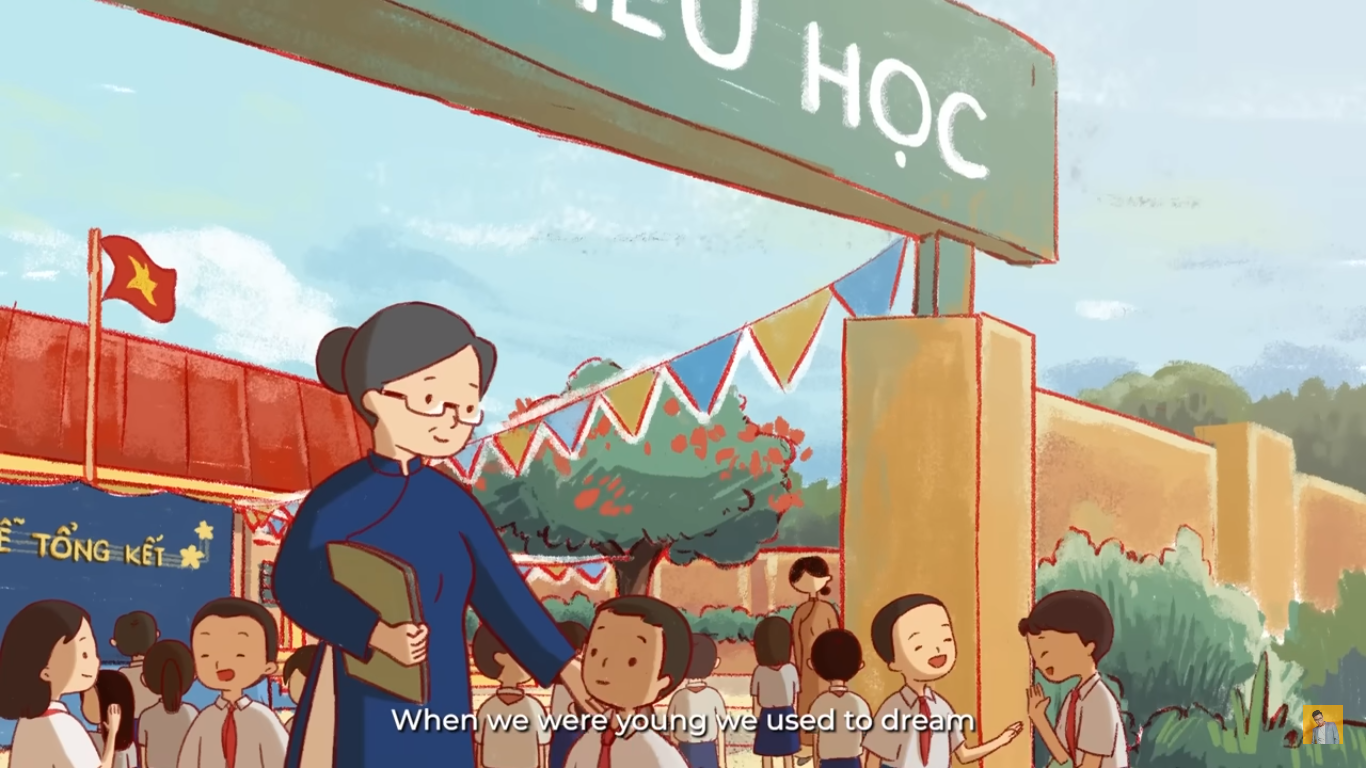 HỌC
TỔNG KẾT
When we were young we used to dream